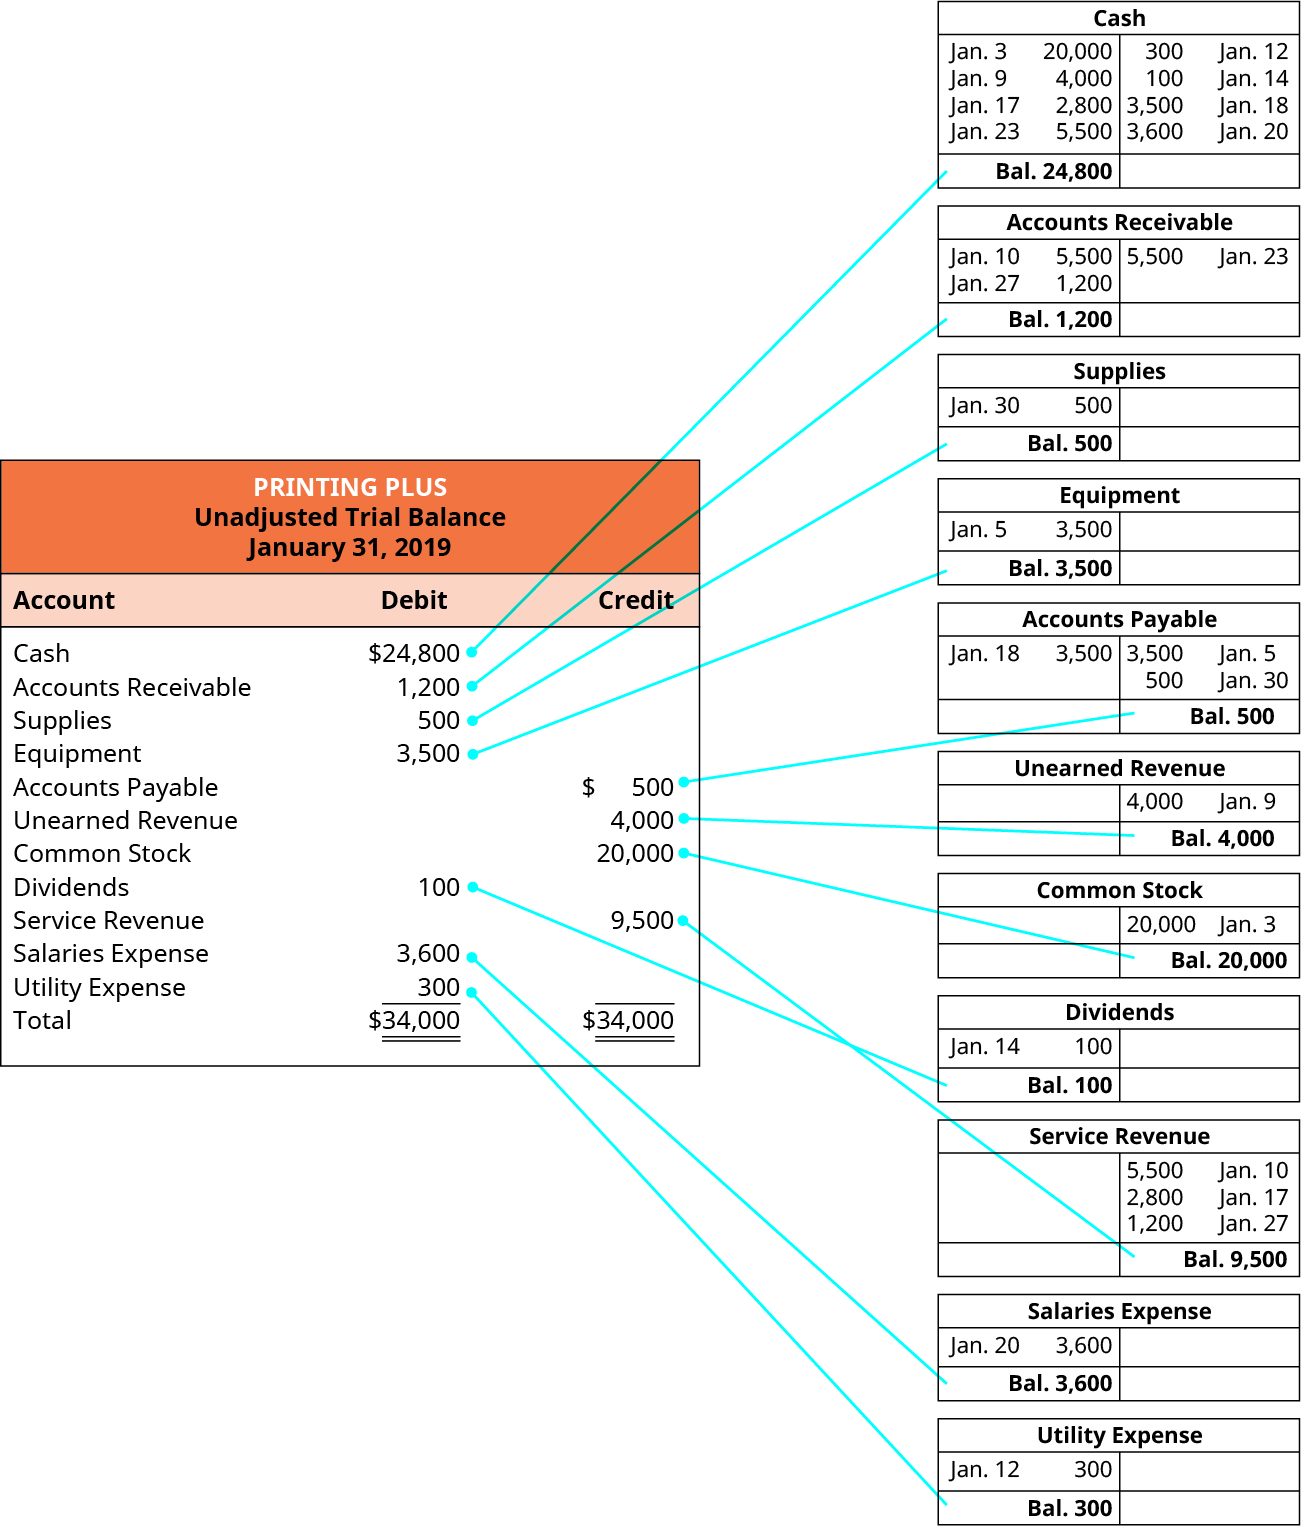 PRINTING PLUS
Unadjusted Trial Balance
January 31, 2019
Account Debit Credit
Cash $24,800
Accounts Receivable 1,200
Supplies 500
Equipment 3,500
Accounts Payable $ 500
Unearned Revenue 4,000
Common Stock 20,000
Dividends 100
Service Revenue 9,500
Salaries Expense 3,600
Utility Expense 300
Total $34,000 $34,000
Cash
Jan. 3 20,000 300 Jan. 12
Jan. 9 4,000 100 Jan. 14
Jan. 17 2,800 3,500 Jan. 18
Jan. 23 5,500 3,600 Jan. 20
Bal. 24,800
Accounts Receivable
Jan. 10 5,500 5,500 Jan. 23
Jan. 27 1,200
Bal. 1,200
Supplies
Jan. 30 500
Bal. 500
Equipment
Jan. 5 3,500
Bal. 3,500
Accounts Payable
Jan. 18 3,500 3,500 Jan. 5
500 Jan. 30
Bal. 500
Unearned Revenue
4,000 Jan. 9
Bal. 4,000
Common Stock
20,000 Jan. 3
Bal. 20,000
Dividends
Jan. 14 100
Bal. 100
Service Revenue
5,500 Jan. 10
2,800 Jan. 17
1,200 Jan. 27
Bal. 9,500
Salaries Expense
Jan. 20 3,600
Bal. 3,600
Utility Expense
Jan. 12 300
Bal. 300